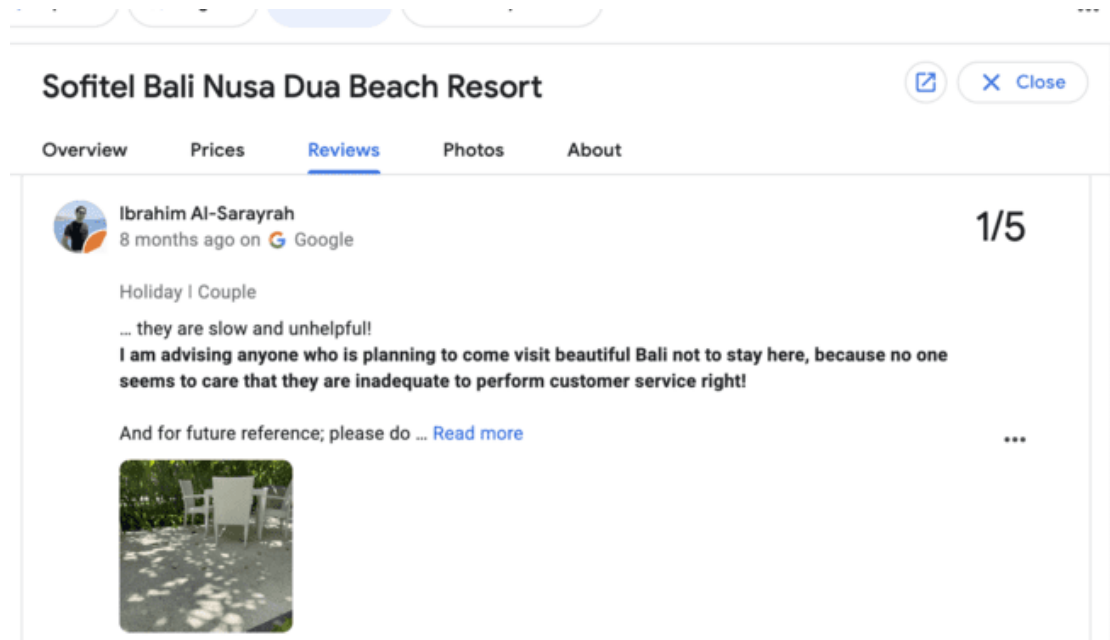 Sofitel Bali Nusa Dua Beach Resort
Close
Overview Prices Reviews Photos About
Ibrahim Al-Sarayrah
1/5
8 months ago on Google
Holiday | Couple
... they are slow and unhelpful!
I am advising anyone who is planning to come visit beautiful Bali not to stay here, because no one
seems to care that they are inadequate to perform customer service right!
And for future reference; please do ... Read more